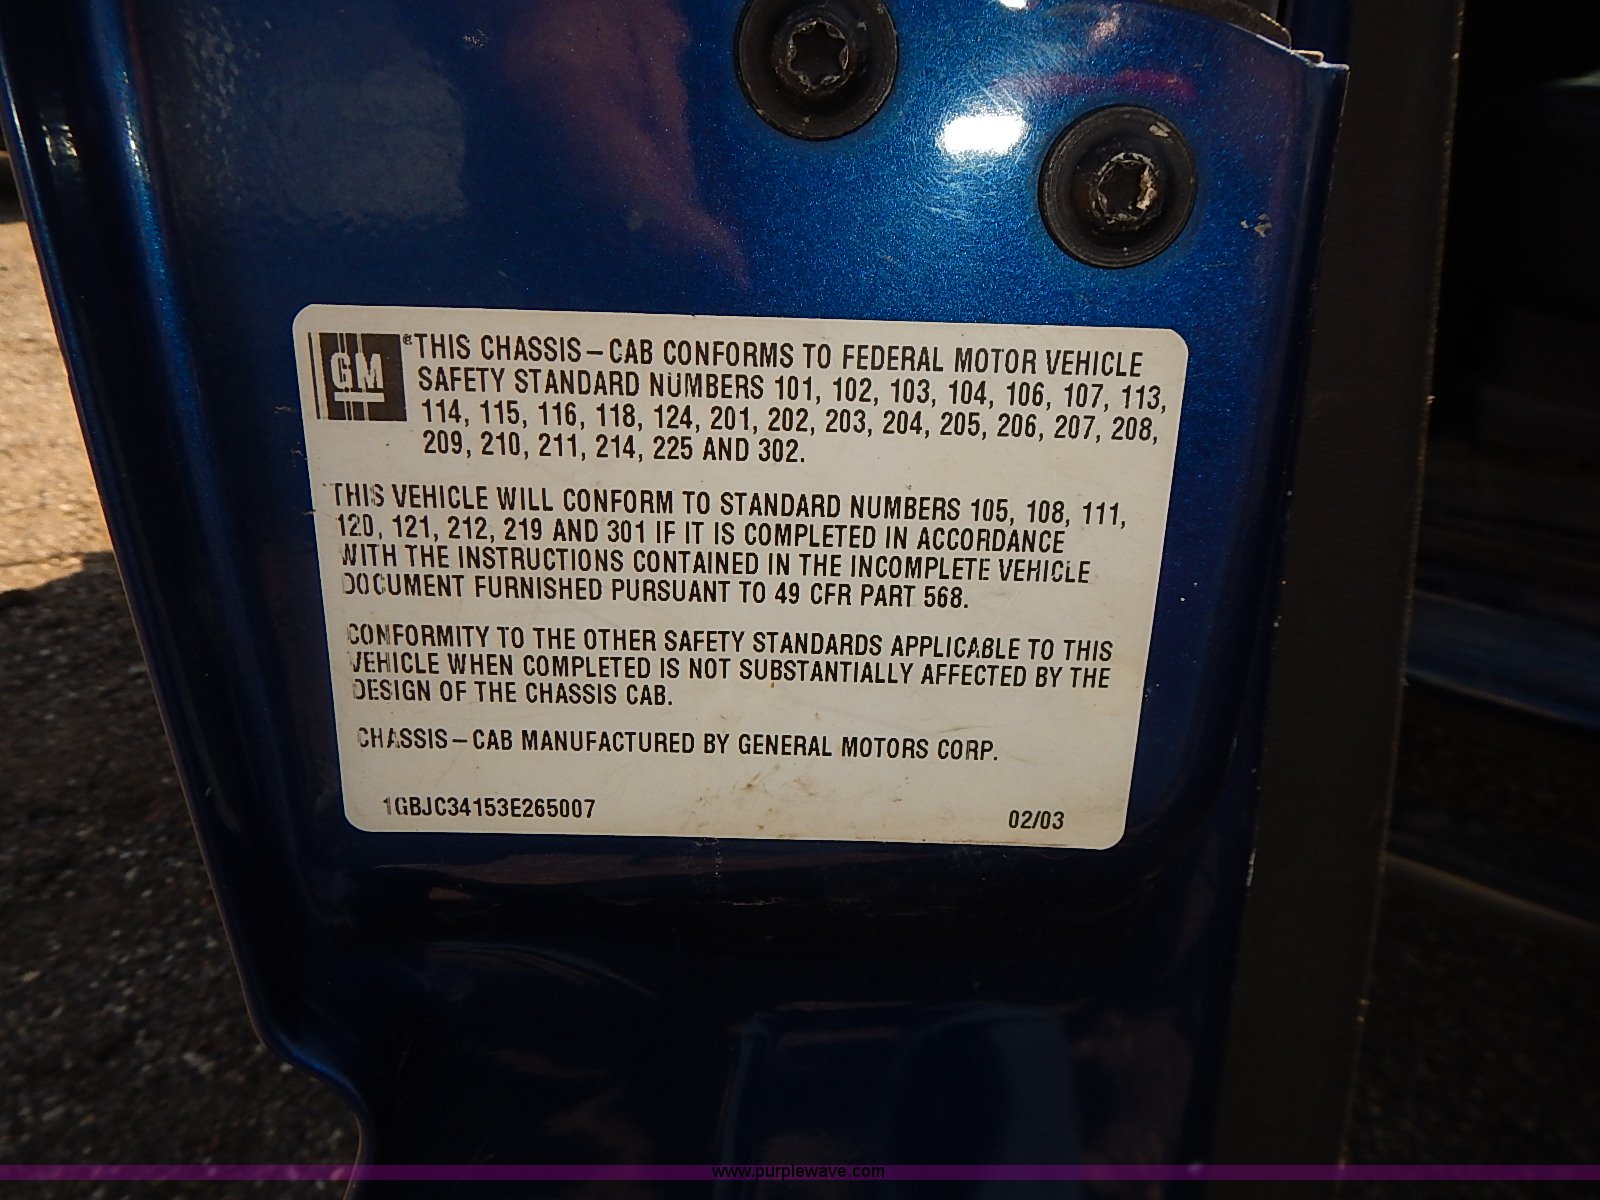 GM ® THIS CHASSIS–CAB CONFORMS TO FEDERAL MOTOR VEHICLE
SAFETY STANDARD NUMBERS 101, 102, 103, 104, 106, 107, 113,
114, 115, 116, 118, 124, 201, 202, 203, 204, 205, 206, 207, 208,
209, 210, 211, 214, 225 AND 302.
THIS VEHICLE WILL CONFORM TO STANDARD NUMBERS 105, 108, 111,
120, 121, 212, 219 AND 301 IF IT IS COMPLETED IN ACCORDANCE
WITH THE INSTRUCTIONS CONTAINED IN THE INCOMPLETE VEHICLE
DOCUMENT FURNISHED PURSUANT TO 49 CFR PART 568.
CONFORMITY TO THE OTHER SAFETY STANDARDS APPLICABLE TO THIS
VEHICLE WHEN COMPLETED IS NOT SUBSTANTIALLY AFFECTED BY THE
DESIGN OF THE CHASSIS CAB.
CHASSIS–CAB MANUFACTURED BY GENERAL MOTORS CORP.
1GBJC34153E265007 02/03
www.purplewave.com